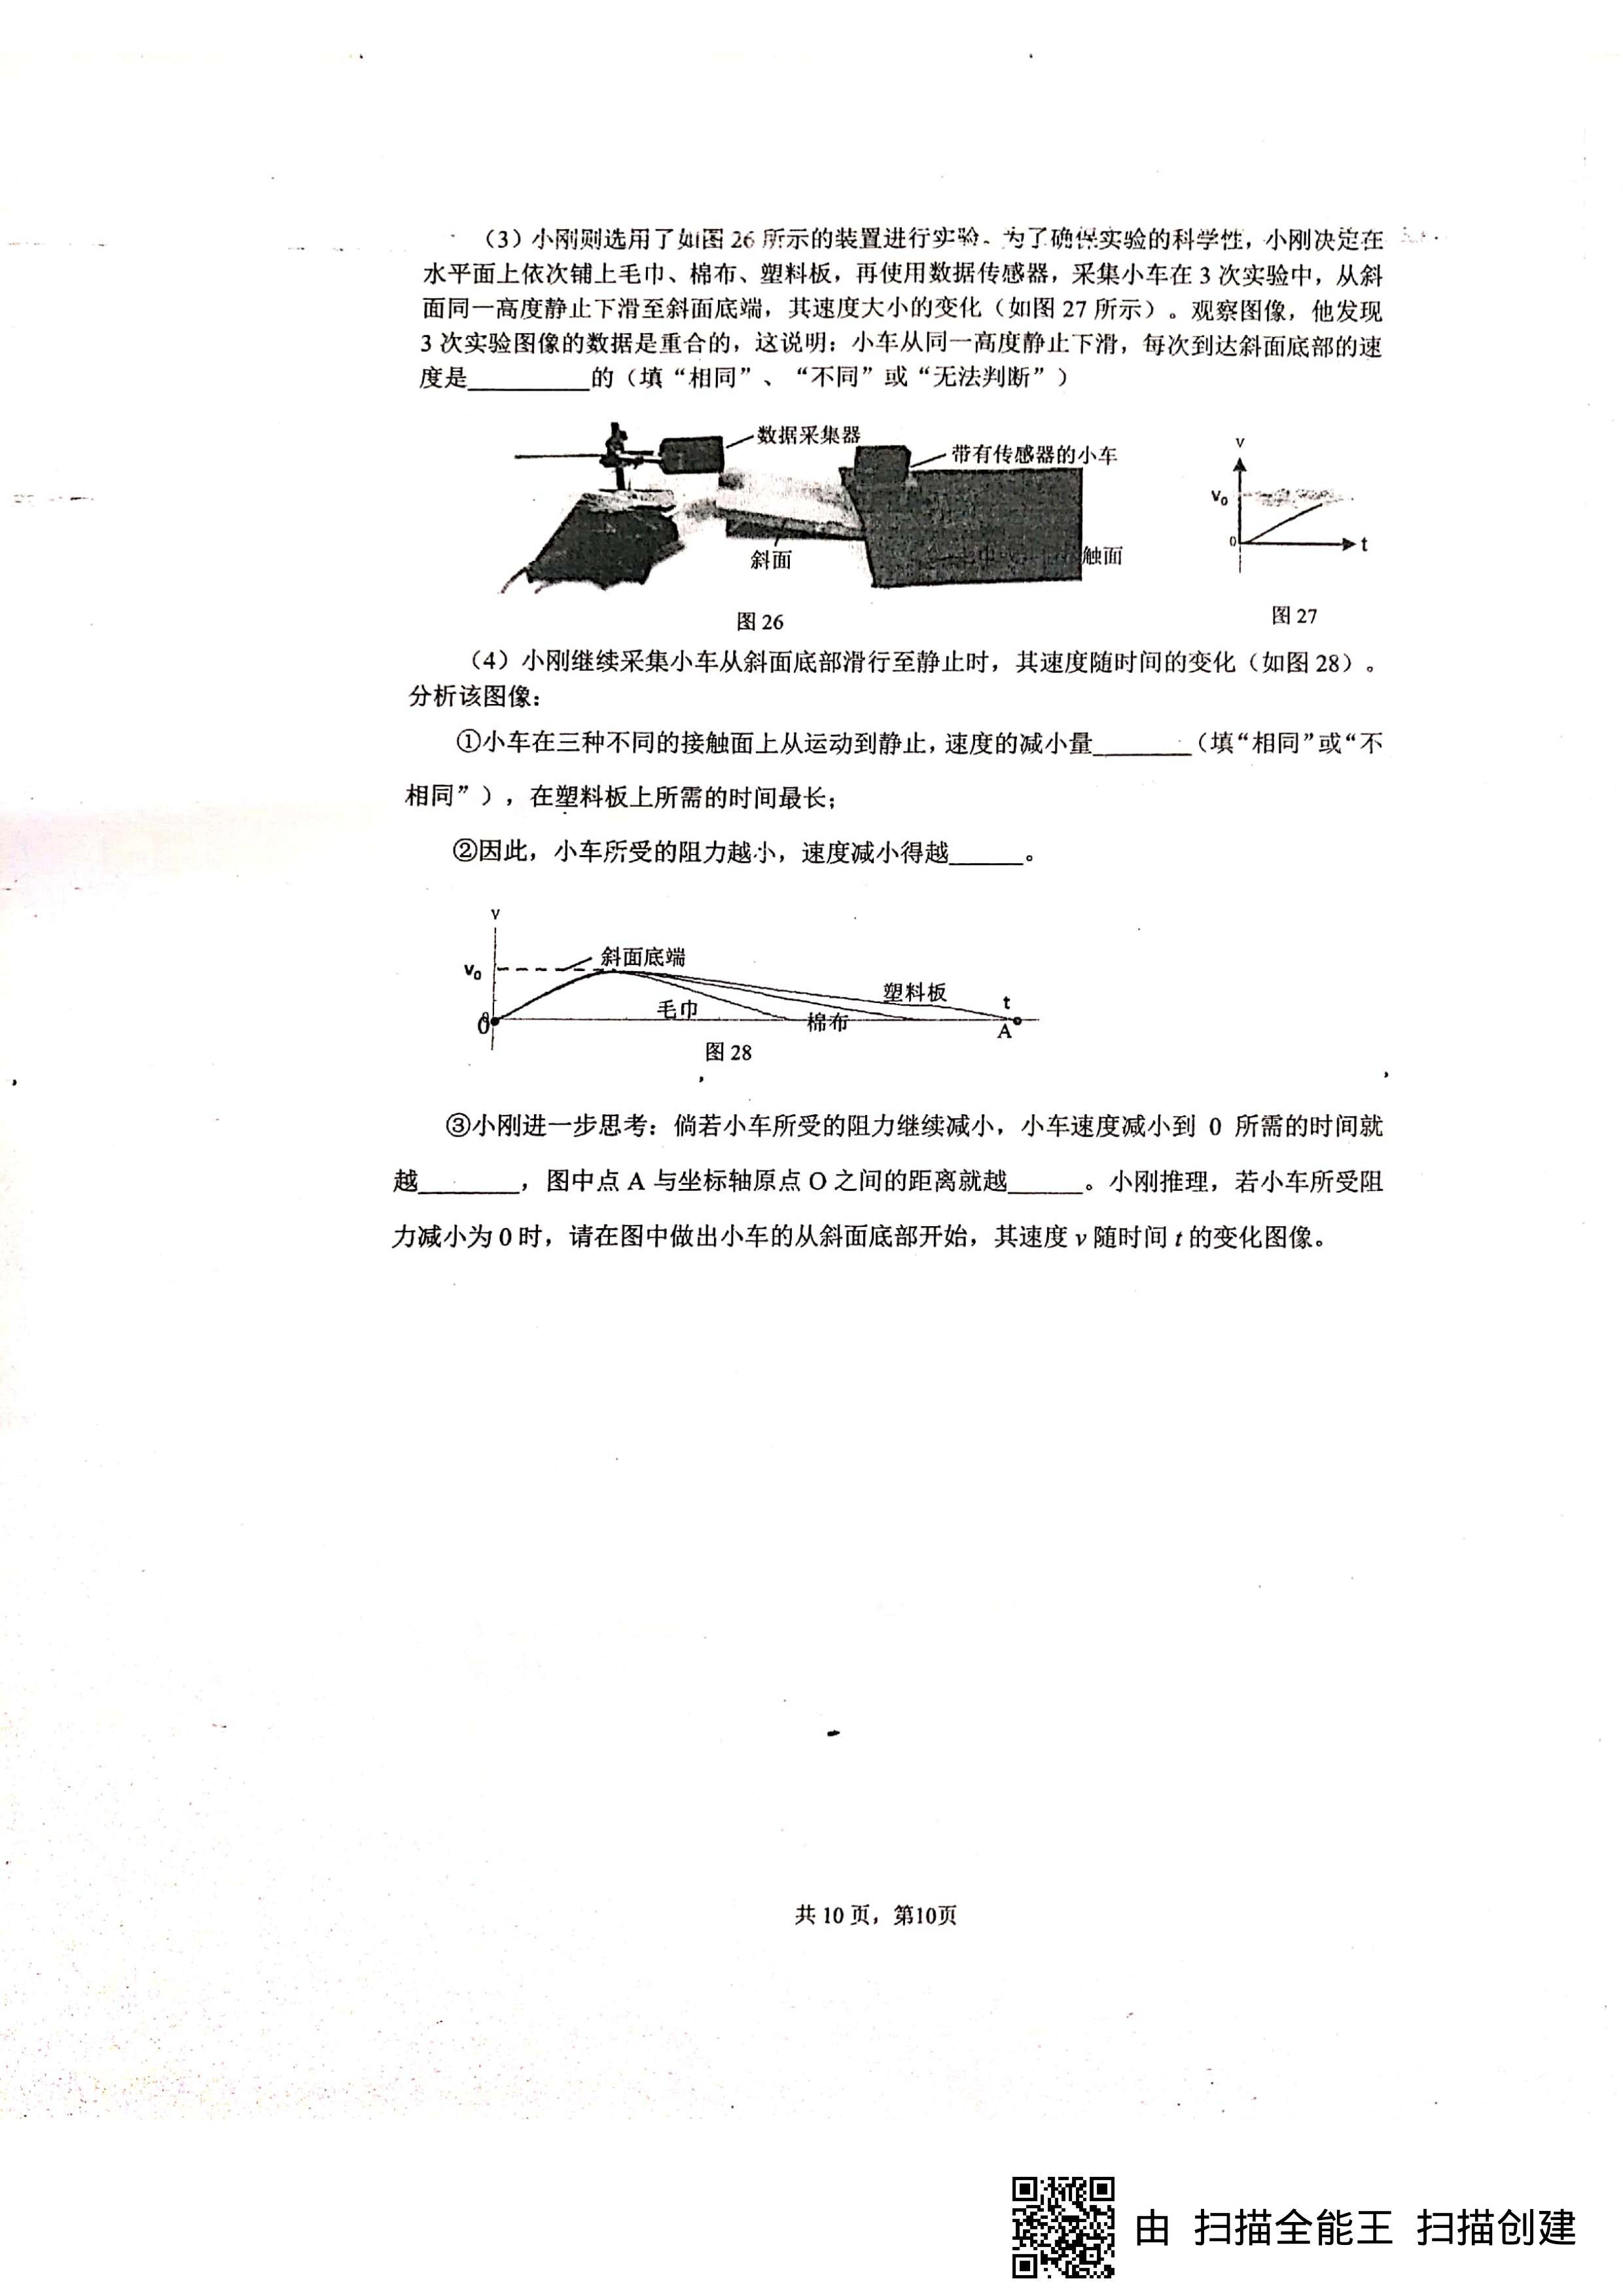 （3）小刚则选用了如图 26 所示的装置进行实验。为了确保实验的科学性，小刚决定在
水平面上依次铺上毛巾、棉布、塑料板，再使用数据传感器，采集小车在 3 次实验中，从斜
面同一高度静止下滑至斜面底端，其速度大小的变化（如图 27 所示）。观察图像，他发现
3 次实验图像的数据是重合的，这说明：小车从同一高度静止下滑，每次到达斜面底部的速
度是__________的（填“相同”、“不同”或“无法判断”）
数据采集器
带有传感器的小车
斜面
触面
图 26
v
v₀
0
t
图 27
（4）小刚继续采集小车从斜面底部滑行至静止时，其速度随时间的变化（如图 28）。
分析该图像：
①小车在三种不同的接触面上从运动到静止，速度的减小量________（填“相同”或“不
相同”），在塑料板上所需的时间最长；
②因此，小车所受的阻力越小，速度减小得越______。
v
v₀
斜面底端
塑料板
t
毛巾
棉布
O
A
图 28
③小刚进一步思考：倘若小车所受的阻力继续减小，小车速度减小到 0 所需的时间就
越________，图中点 A 与坐标轴原点 O 之间的距离就越______。小刚推理，若小车所受阻
力减小为 0 时，请在图中做出小车的从斜面底部开始，其速度 v 随时间 t 的变化图像。
共 10 页，第10页
由 扫描全能王 扫描创建